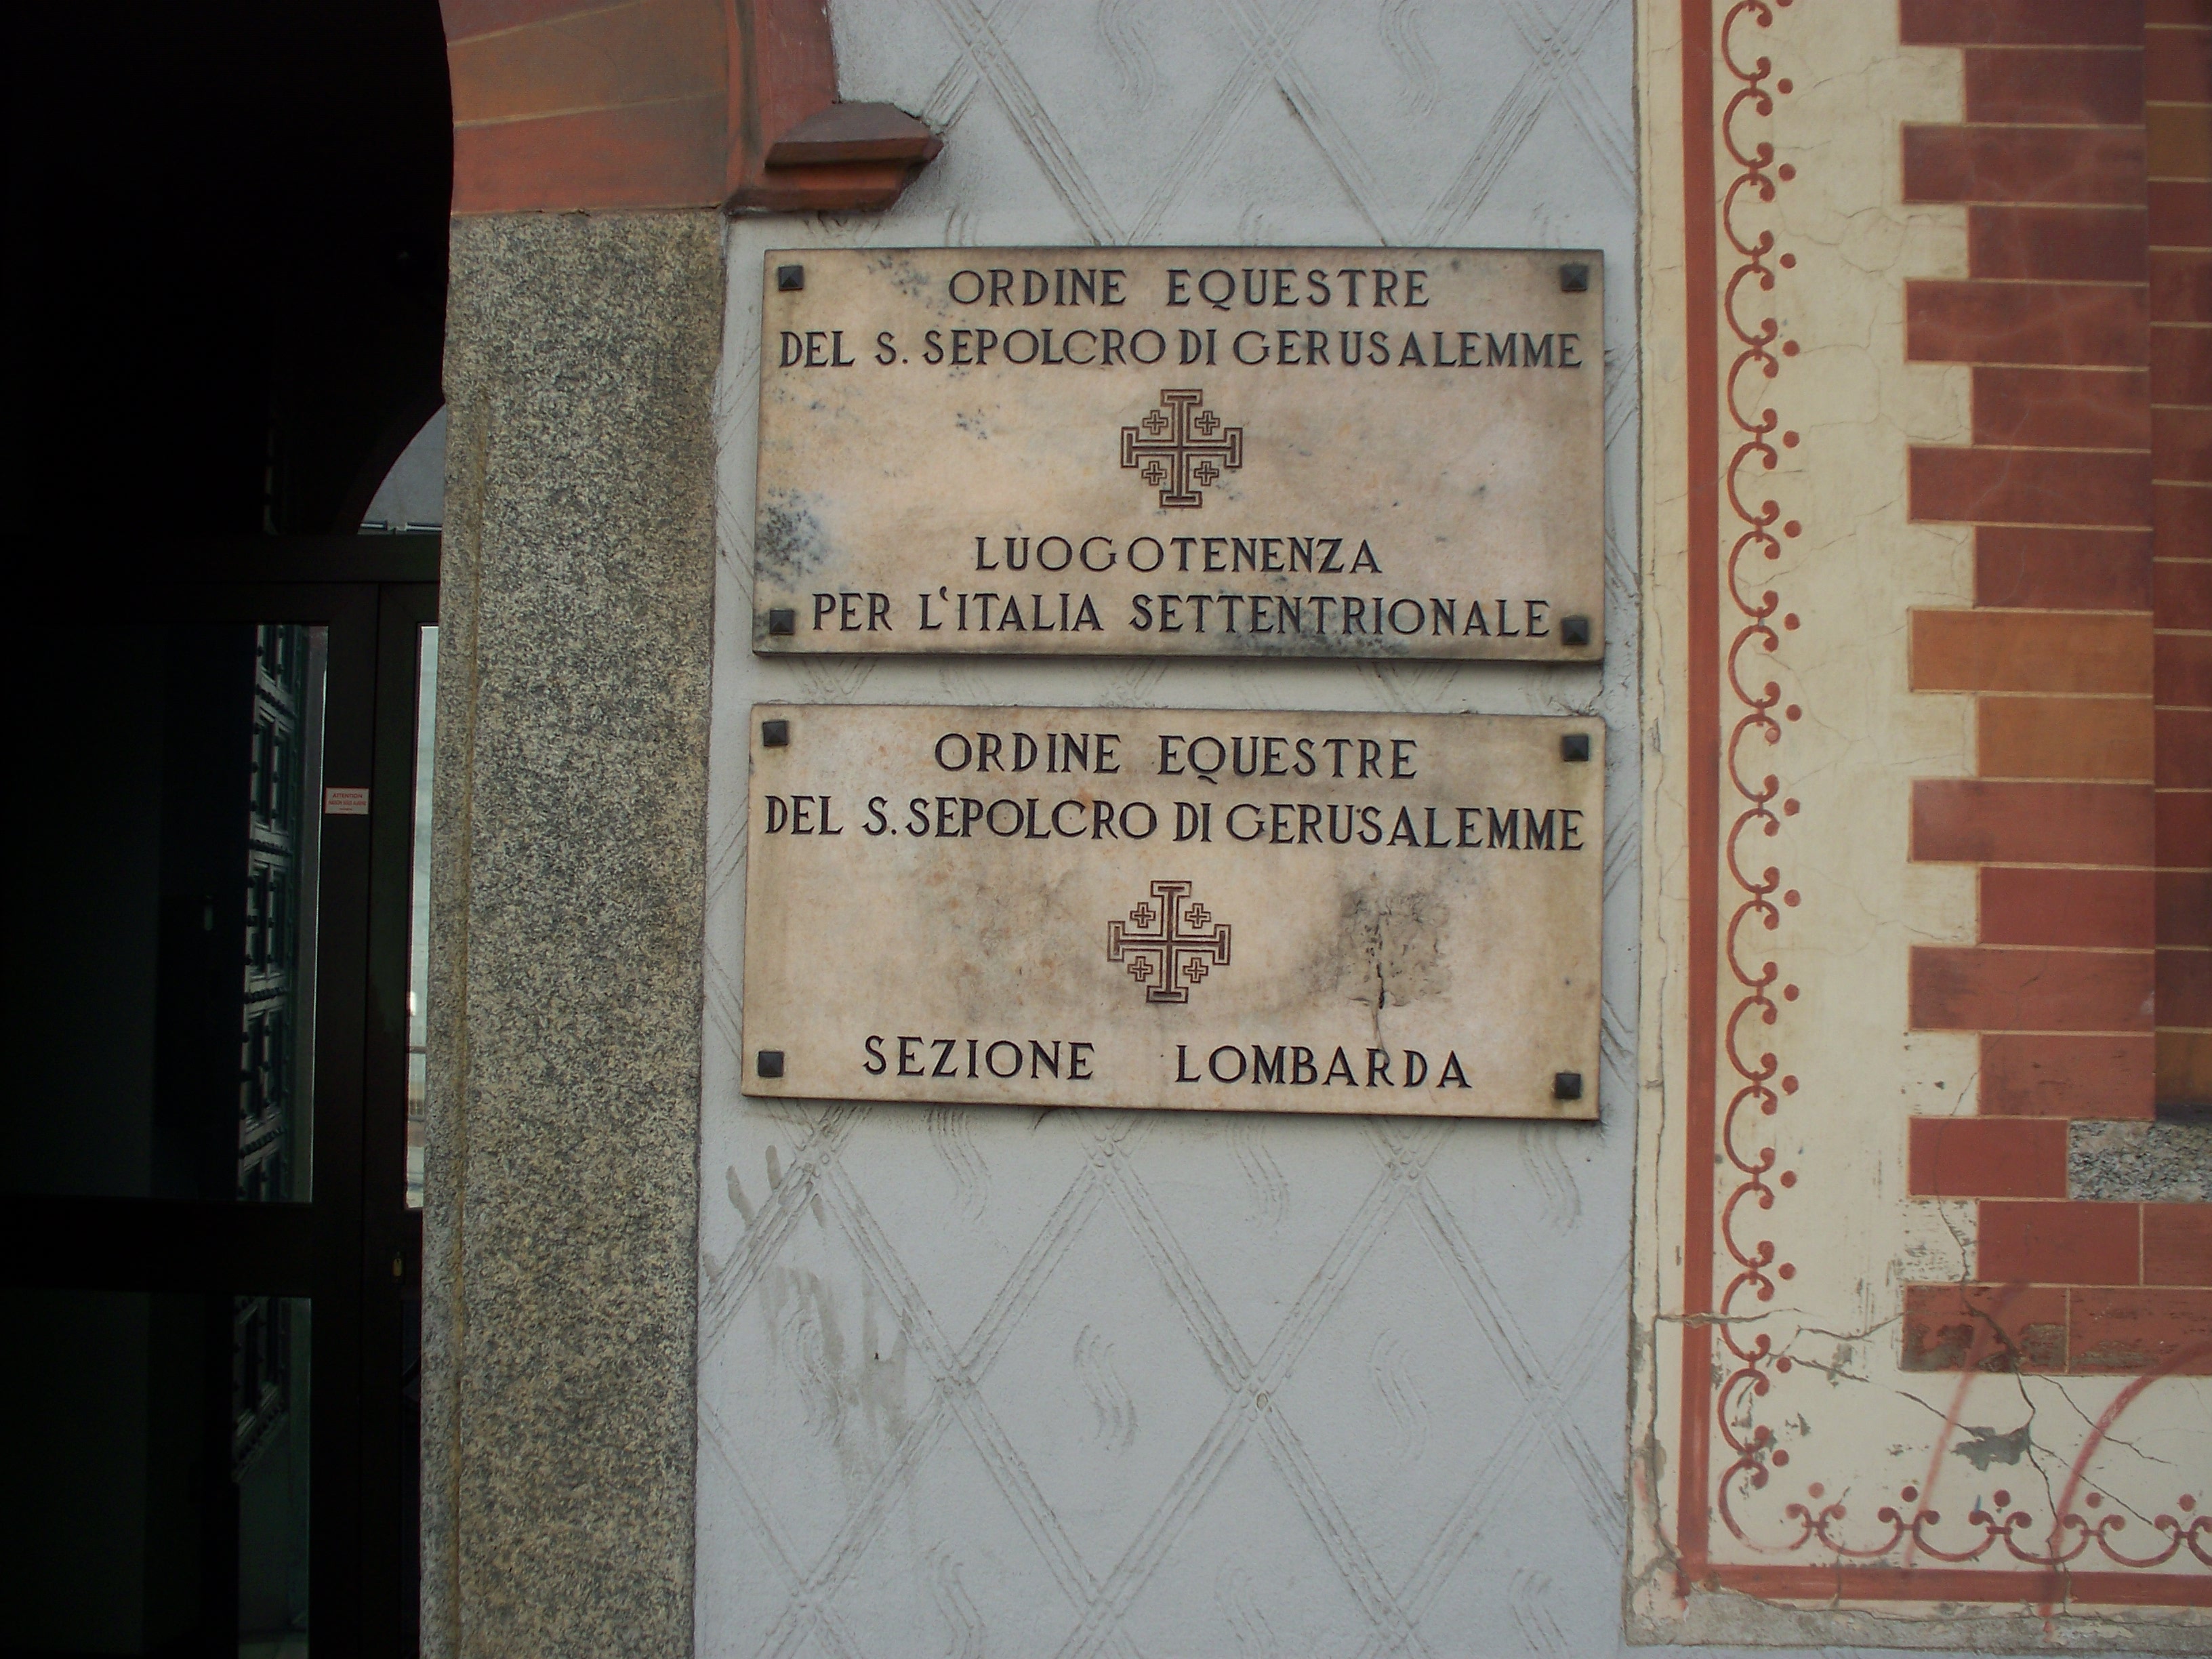 ORDINE EQUESTRE
DEL S. SEPOLCRO DI GERUSALEMME
LUOGOTENENZA
PER L'ITALIA SETTENTRIONALE
ORDINE EQUESTRE
DEL S. SEPOLCRO DI GERUSALEMME
SEZIONE LOMBARDA